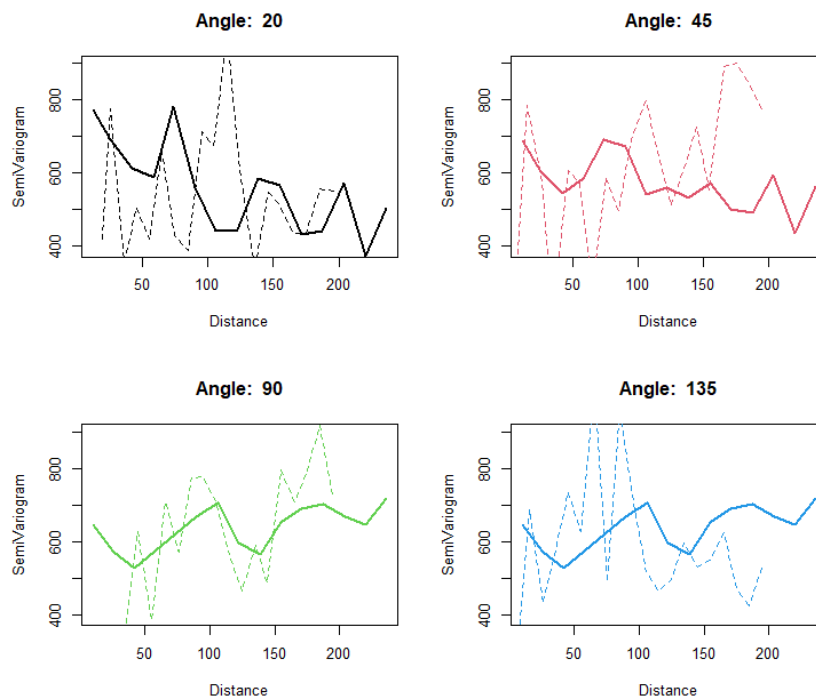 Angle: 20
SemiVariogram
400 600 800
50 100 150 200
Distance
Angle: 45
SemiVariogram
400 600 800
50 100 150 200
Distance
Angle: 90
SemiVariogram
400 600 800
50 100 150 200
Distance
Angle: 135
SemiVariogram
400 600 800
50 100 150 200
Distance